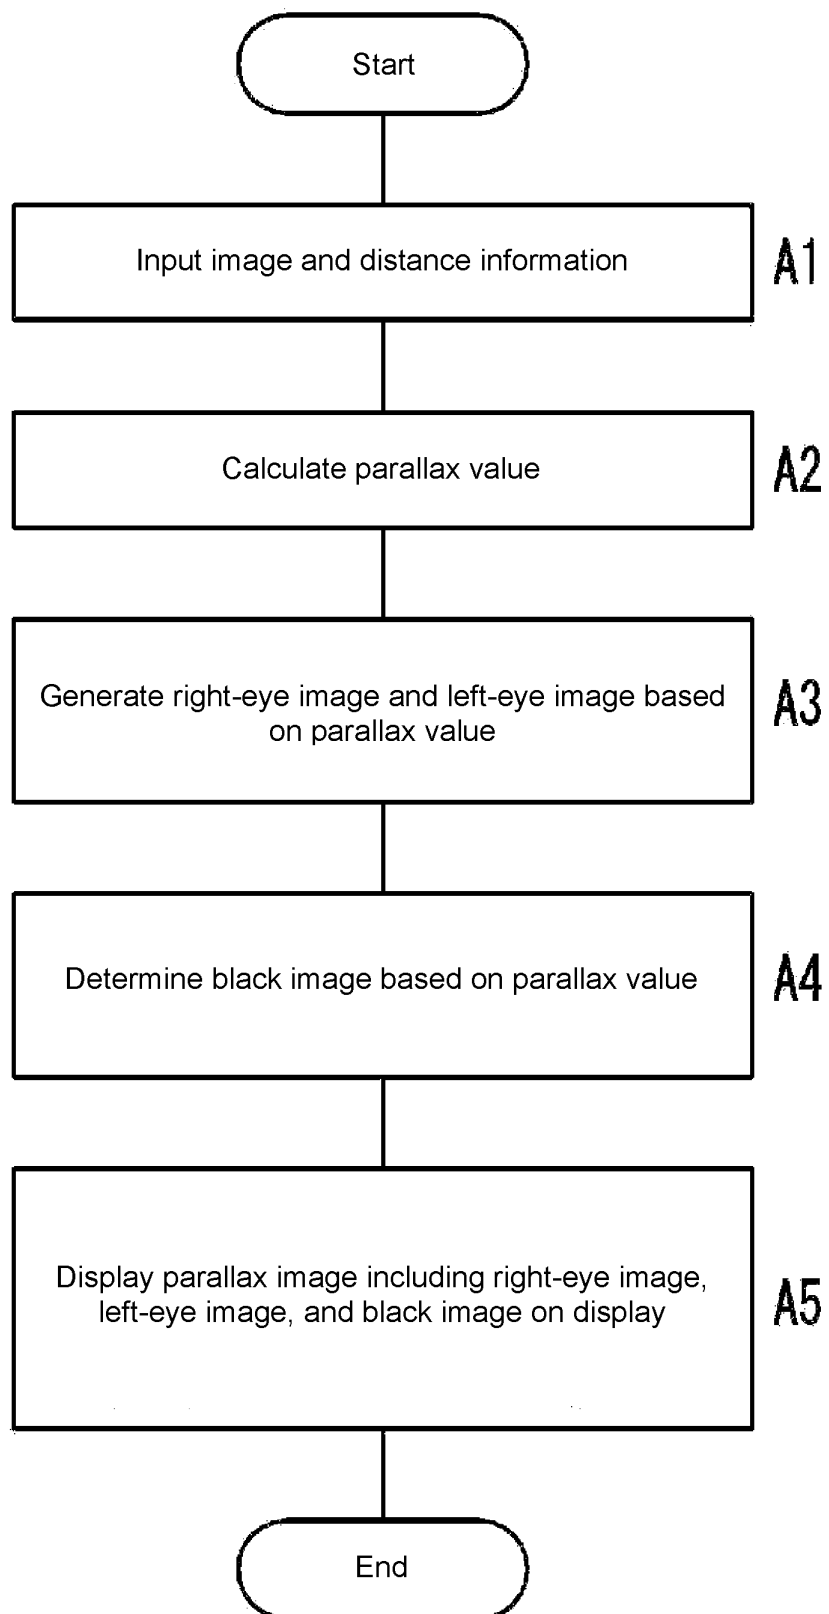 Start
Input image and distance information
A1
Calculate parallax value
A2
Generate right-eye image and left-eye image based
on parallax value
A3
Determine black image based on parallax value
A4
Display parallax image including right-eye image,
left-eye image, and black image on display
A5
End